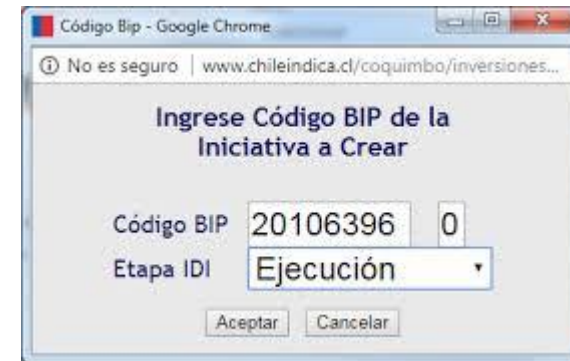 Código Bip - Google Chrome
No es seguro | www.chileindica.cl/coquimbo/inversiones...
Ingrese Código BIP de la
Iniciativa a Crear
Código BIP 20106396 0
Etapa IDI Ejecución
Aceptar Cancelar